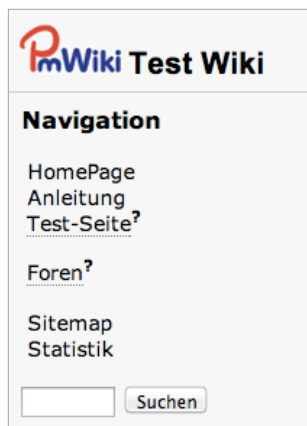 PmWiki Test Wiki
Navigation
HomePage
Anleitung
Test-Seite?
Foren?
Sitemap
Statistik
Suchen